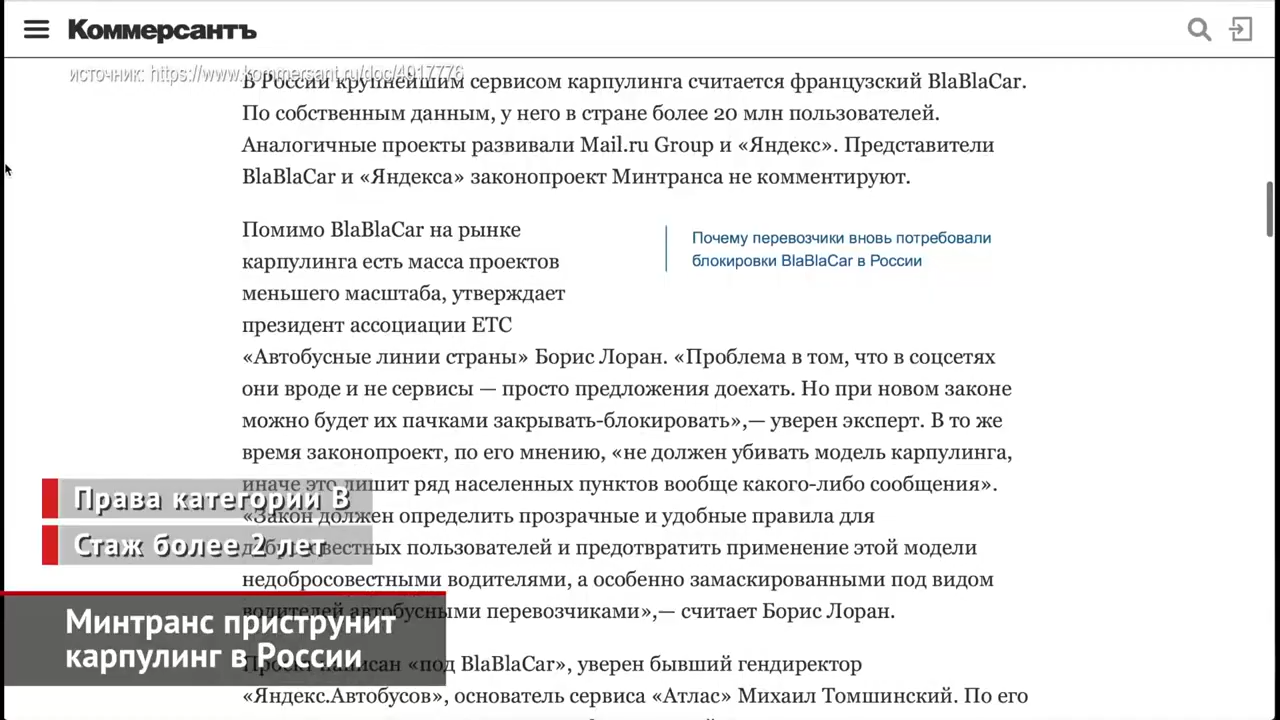 Коммерсантъ
источник: https://www.kommersant.ru/doc/4917776
В России крупнейшим сервисом карпулинга считается французский BlaBlaCar.
По собственным данным, у него в стране более 20 млн пользователей.
Аналогичные проекты развивали Mail.ru Group и «Яндекс». Представители
BlaBlaCar и «Яндекса» законопроект Минтранса не комментируют.
Помимо BlaBlaCar на рынке
карпулинга есть масса проектов
меньшего масштаба, утверждает
президент ассоциации ЕТС
Почему перевозчики вновь потребовали
блокировки BlaBlaCar в России
«Автобусные линии страны» Борис Лоран. «Проблема в том, что в соцсетях
они вроде и не сервисы — просто предложения доехать. Но при новом законе
можно будет их пачками закрывать-блокировать»,— уверен эксперт. В то же
время законопроект, по его мнению, «не должен убивать модель карпулинга,
иначе это лишит ряд населенных пунктов вообще какого-либо сообщения».
«Закон должен определить прозрачные и удобные правила для
добросовестных пользователей и предотвратить применение этой модели
недобросовестными водителями, а особенно замаскированными под видом
водителей автобусными перевозчиками»,— считает Борис Лоран.
Проект написан «под BlaBlaCar», уверен бывший гендиректор
«Яндекс.Автобусов», основатель сервиса «Атлас» Михаил Томшинский. По его
Права категории B
Стаж более 2 лет
Минтранс приструнит
карпулинг в России